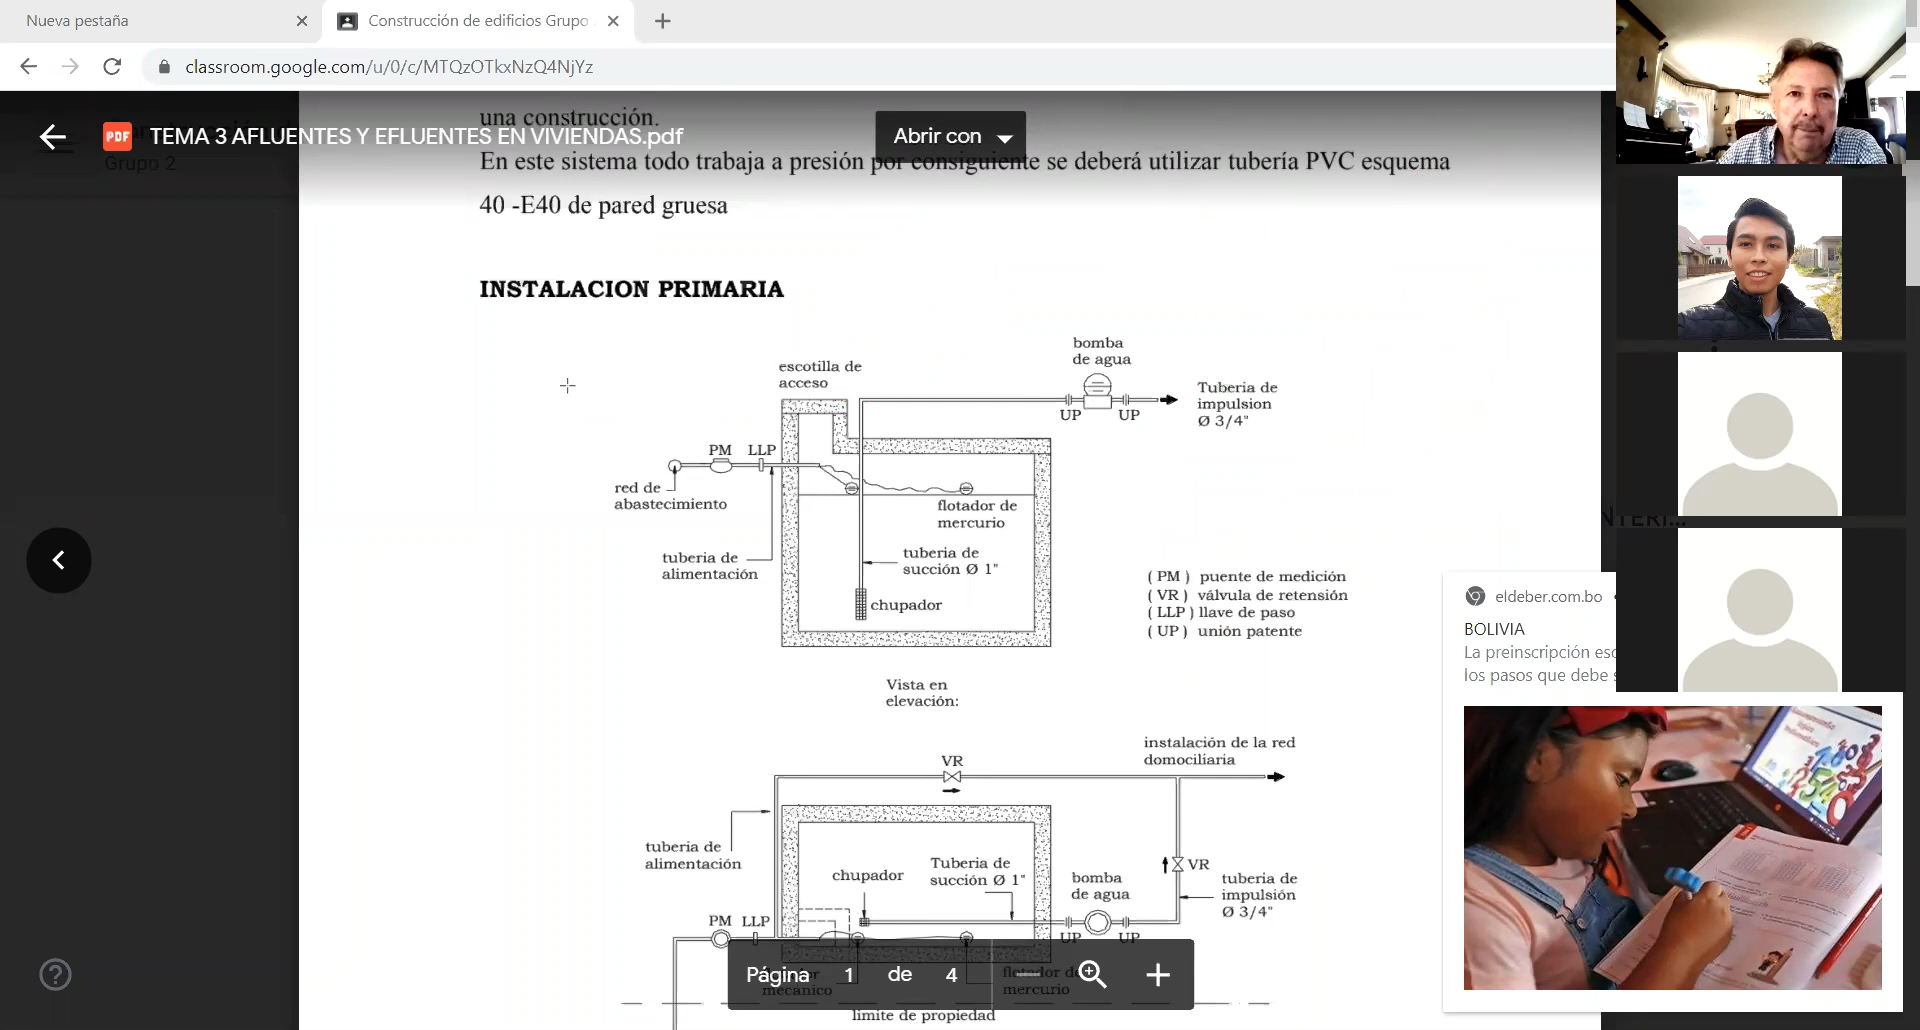 Nueva pestaña
Construcción de edificios Grupo
classroom.google.com/u/0/c/MTQzOTkxNzQ4NjYz
una construcción.
PDF TEMA 3 AFLUENTES Y EFLUENTES EN VIVIENDAS.pdf
Abrir con
Grupo 2
En este sistema todo trabaja a presión por consiguiente se deberá utilizar tubería PVC esquema
40 -E40 de pared gruesa
INSTALACION PRIMARIA
bomba
de agua
escotilla de
acceso
Tuberia de
impulsion
Ø 3/4"
UP
UP
PM LLP
red de
abastecimiento
flotador de
mercurio
tuberia de
alimentación
tuberia de
succión Ø 1"
chupador
( PM ) puente de medición
( VR ) válvula de retensión
( LLP ) llave de paso
( UP ) unión patente
Vista en
elevación:
instalación de la red
domociliaria
VR
tuberia de
alimentación
chupador
Tuberia de
succión Ø 1"
bomba
de agua
VR
tuberia de
impulsión
Ø 3/4"
PM LLP
UP
UP
Página 1 de 4
mecánico
flotador de
mercurio
limite de propiedad
eldeber.com.bo
BOLIVIA
La preinscripción esc
los pasos que debe s